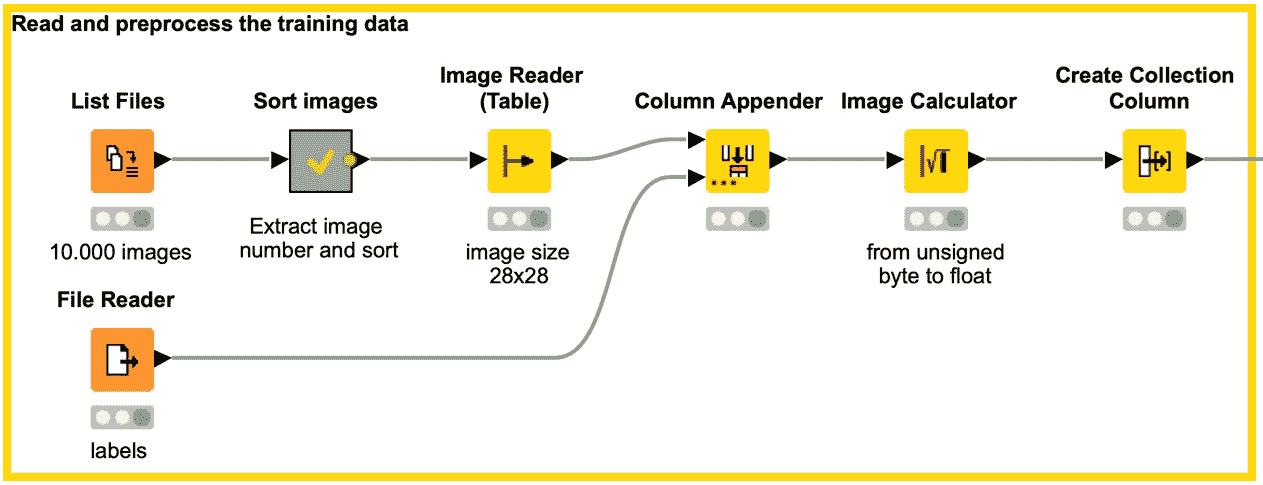 Read and preprocess the training data
List Files
Sort images
Image Reader
(Table)
Column Appender
Image Calculator
Create Collection
Column
10.000 images
Extract image
number and sort
image size
28x28
from unsigned
byte to float
File Reader
labels